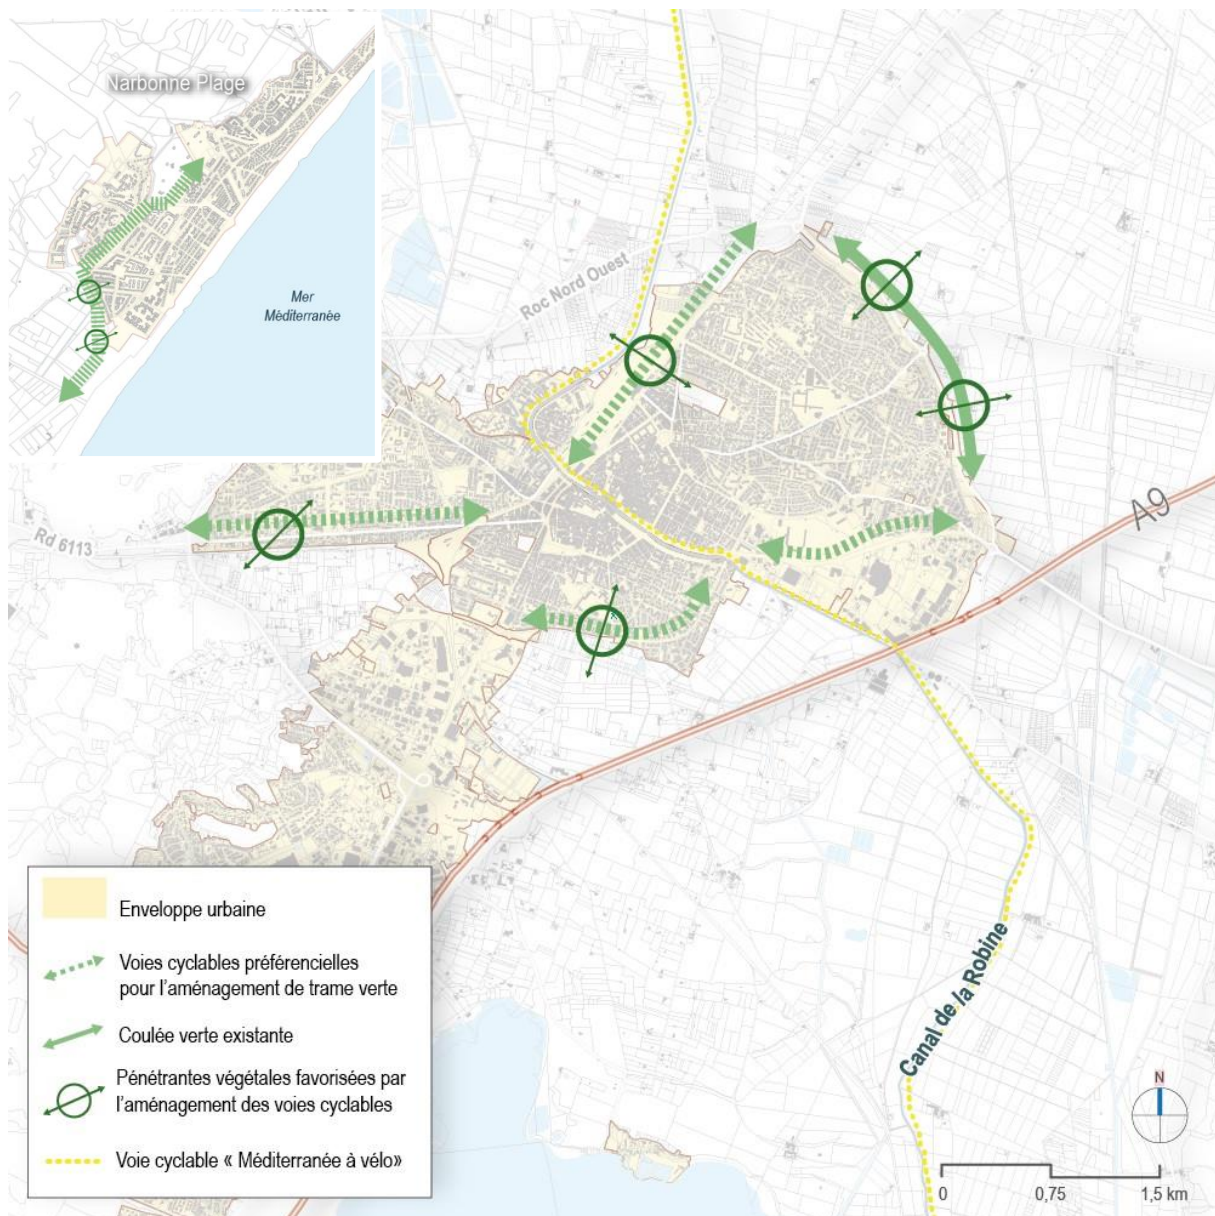 Narbonne Plage
Mer
Méditerranée
Roc Nord Ouest
A9
Rd 6113
Canal de la Robine
Enveloppe urbaine
Voies cyclables préférencielles
pour l'aménagement de trame verte
Coulée verte existante
Pénétrantes végétales favorisées par
l'aménagement des voies cyclables
Voie cyclable « Méditerranée à vélo»
N
0 0,75 1,5 km